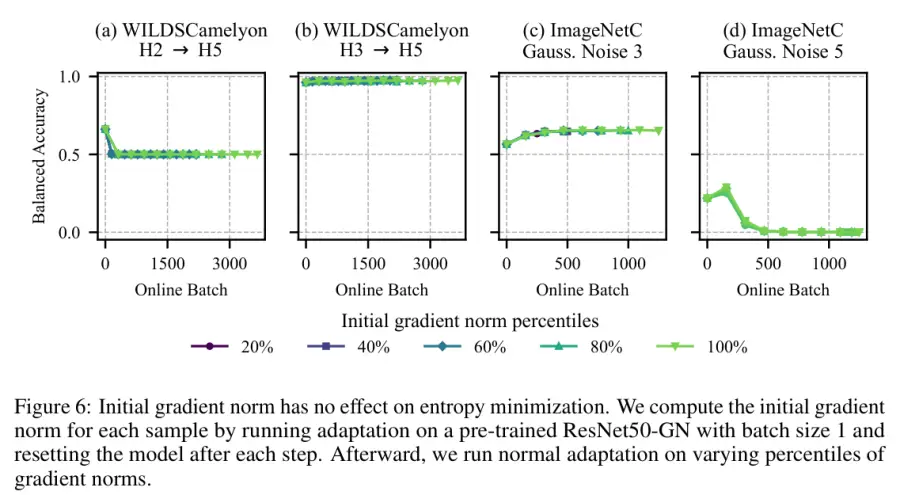 (a) WILDSCamelyon
H2 → H5
(b) WILDSCamelyon
H3 → H5
(c) ImageNetC
Gauss. Noise 3
(d) ImageNetC
Gauss. Noise 5
Balanced Accuracy
1.0
0.5
0.0
0 1500 3000
0 1500 3000
0 500 1000
0 500 1000
Online Batch
Online Batch
Online Batch
Online Batch
Initial gradient norm percentiles
20% 40% 60% 80% 100%
Figure 6: Initial gradient norm has no effect on entropy minimization. We compute the initial gradient
norm for each sample by running adaptation on a pre-trained ResNet50-GN with batch size 1 and
resetting the model after each step. Afterward, we run normal adaptation on varying percentiles of
gradient norms.